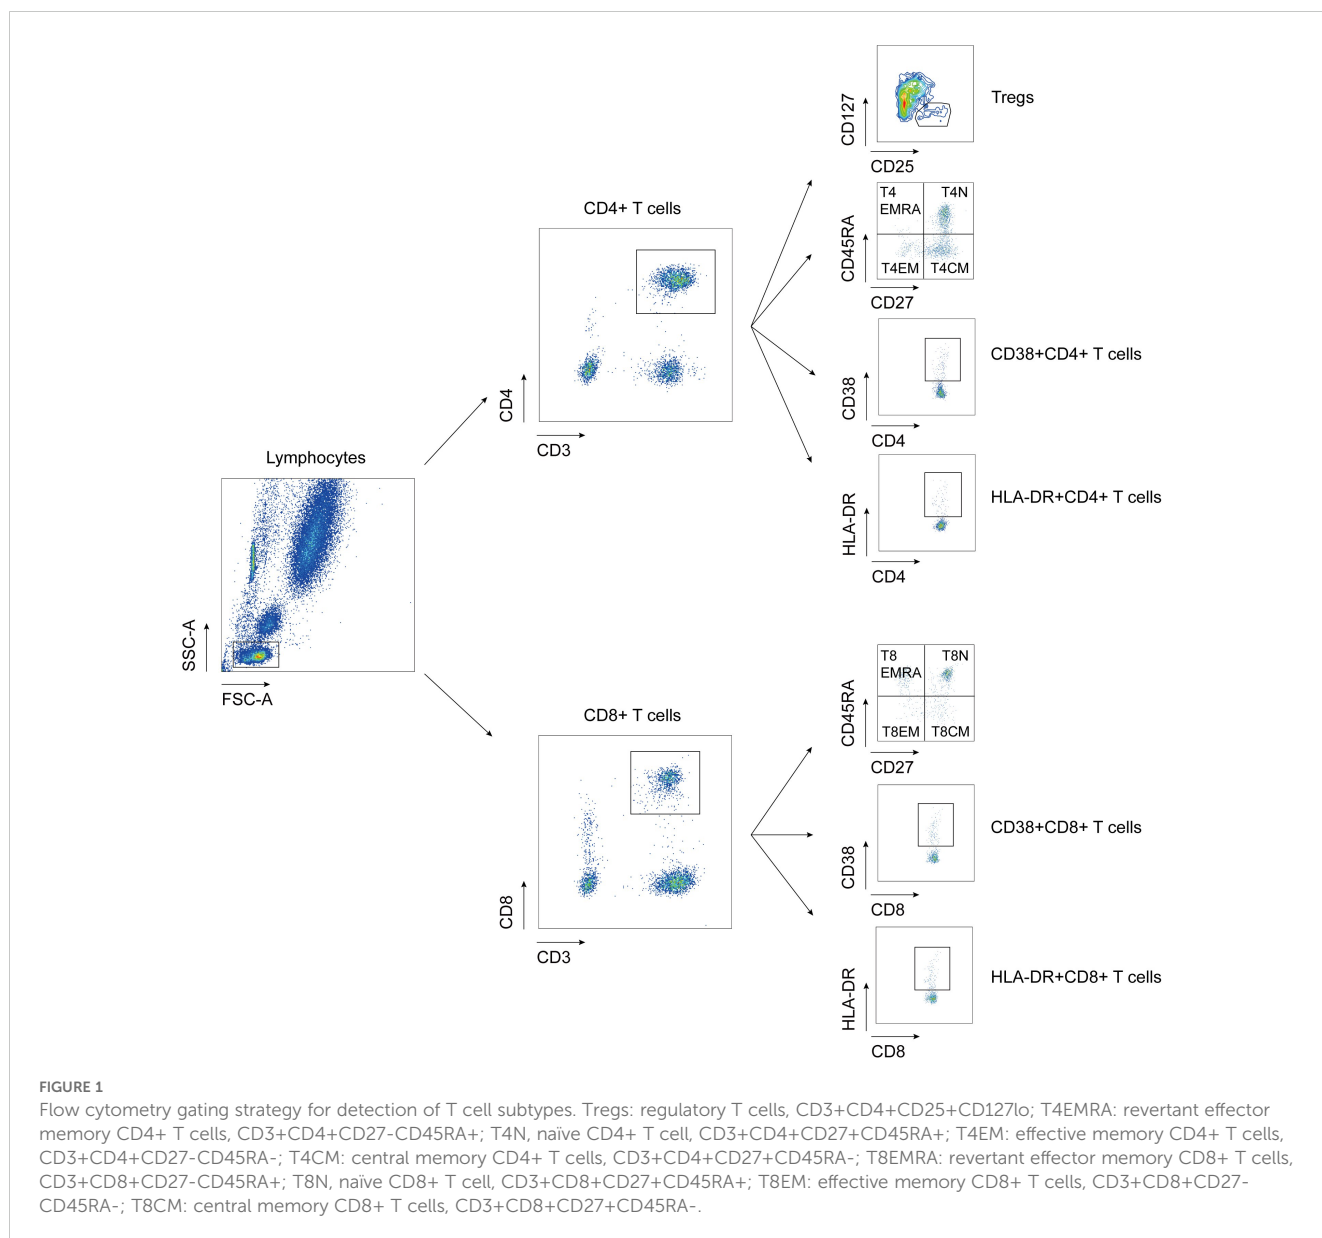 CD127
CD25
Tregs
CD4+ T cells
CD4
CD3
T4
EMRA
T4N
T4EM
T4CM
CD45RA
CD27
CD38
CD4
CD38+CD4+ T cells
HLA-DR
CD4
HLA-DR+CD4+ T cells
Lymphocytes
SSC-A
FSC-A
CD8+ T cells
CD8
CD3
T8
EMRA
T8N
T8EM
T8CM
CD45RA
CD27
CD38
CD8
CD38+CD8+ T cells
HLA-DR
CD8
HLA-DR+CD8+ T cells
FIGURE 1
Flow cytometry gating strategy for detection of T cell subtypes. Tregs: regulatory T cells, CD3+CD4+CD25+CD127lo; T4EMRA: revertant effector
memory CD4+ T cells, CD3+CD4+CD27-CD45RA+; T4N, naïve CD4+ T cell, CD3+CD4+CD27+CD45RA+; T4EM: effective memory CD4+ T cells,
CD3+CD4+CD27-CD45RA-; T4CM: central memory CD4+ T cells, CD3+CD4+CD27+CD45RA-; T8EMRA: revertant effector memory CD8+ T cells,
CD3+CD8+CD27-CD45RA+; T8N, naïve CD8+ T cell, CD3+CD8+CD27+CD45RA+; T8EM: effective memory CD8+ T cells, CD3+CD8+CD27-
CD45RA-; T8CM: central memory CD8+ T cells, CD3+CD8+CD27+CD45RA-.